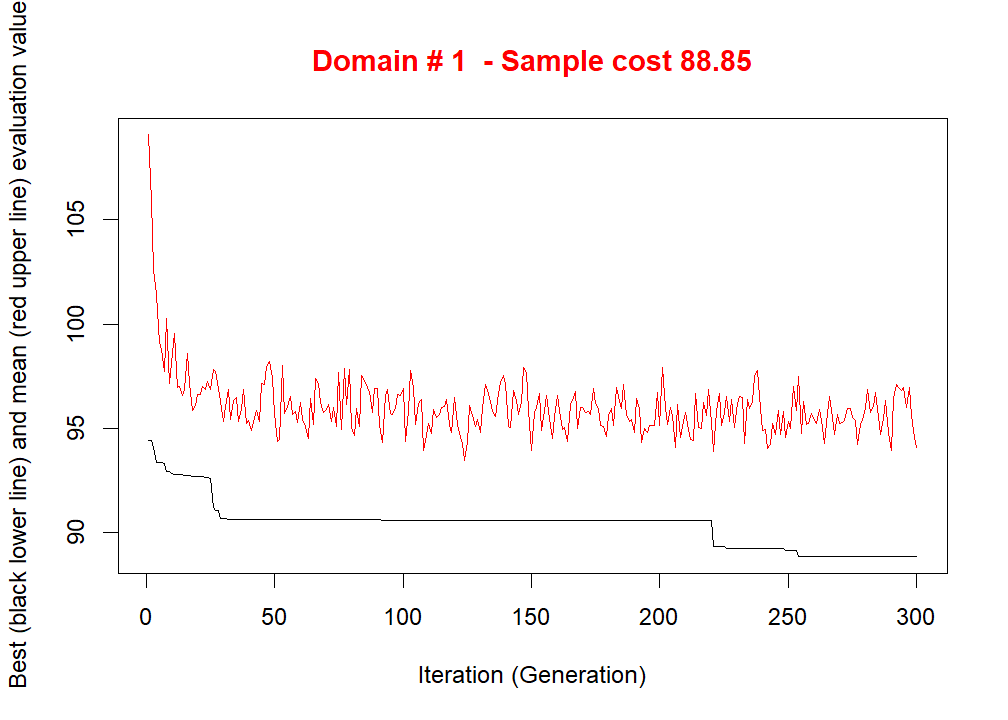 Domain # 1  - Sample cost 88.85
Best (black lower line) and mean (red upper line) evaluation value
105
100
95
90
0 50 100 150 200 250 300
Iteration (Generation)